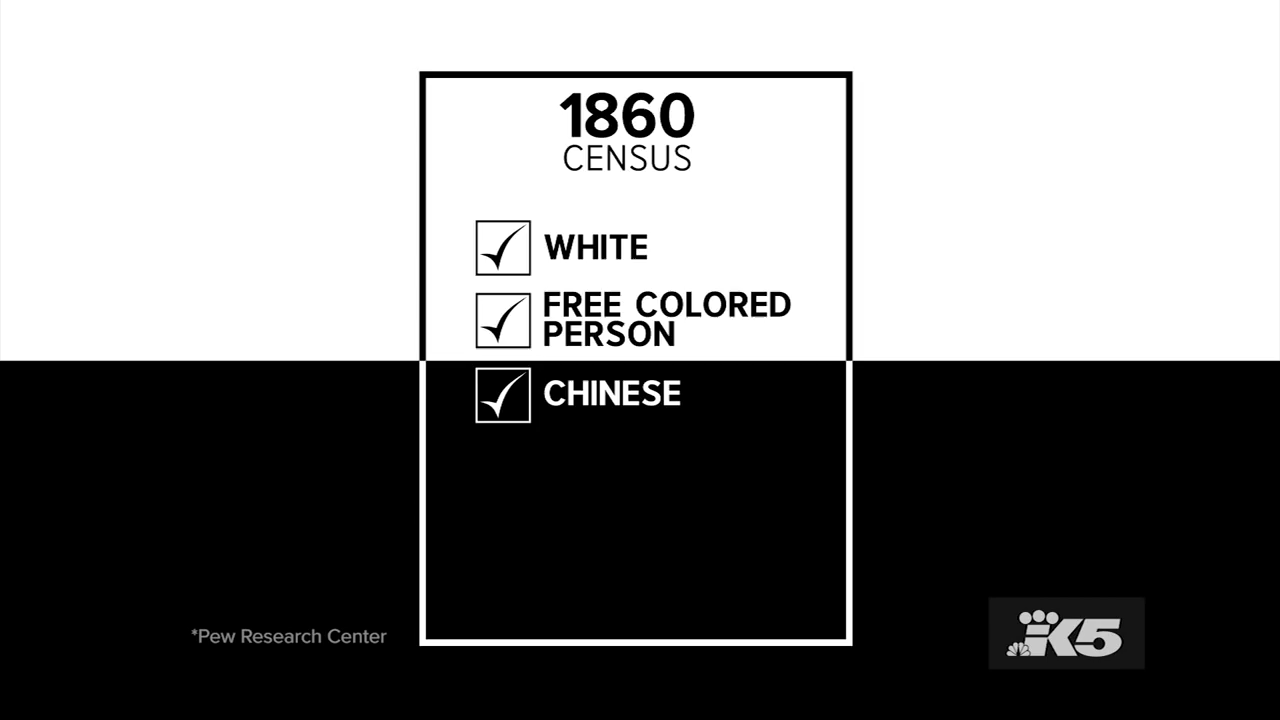 1860
CENSUS
WHITE
FREE COLORED
PERSON
CHINESE
*Pew Research Center
K5